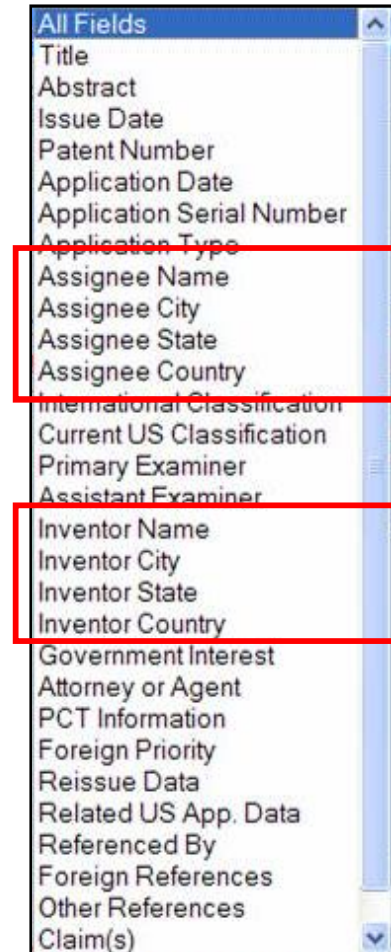 All Fields
Title
Abstract
Issue Date
Patent Number
Application Date
Application Serial Number
Application Type
Assignee Name
Assignee City
Assignee State
Assignee Country
International Classification
Current US Classification
Primary Examiner
Assistant Examiner
Inventor Name
Inventor City
Inventor State
Inventor Country
Government Interest
Attorney or Agent
PCT Information
Foreign Priority
Reissue Data
Related US App. Data
Referenced By
Foreign References
Other References
Claim(s)